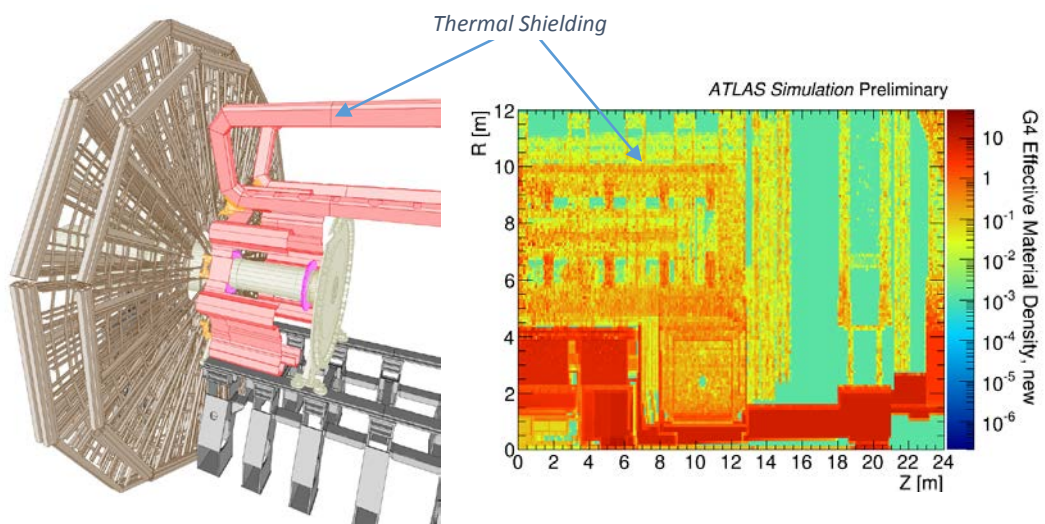 Thermal Shielding
ATLAS Simulation Preliminary
R [m]
12
10
8
6
4
2
0
0 2 4 6 8 10 12 14 16 18 20 22 24
Z [m]
10
1
10^-1
10^-2
10^-3
10^-4
10^-5
10^-6
G4 Effective Material Density, new